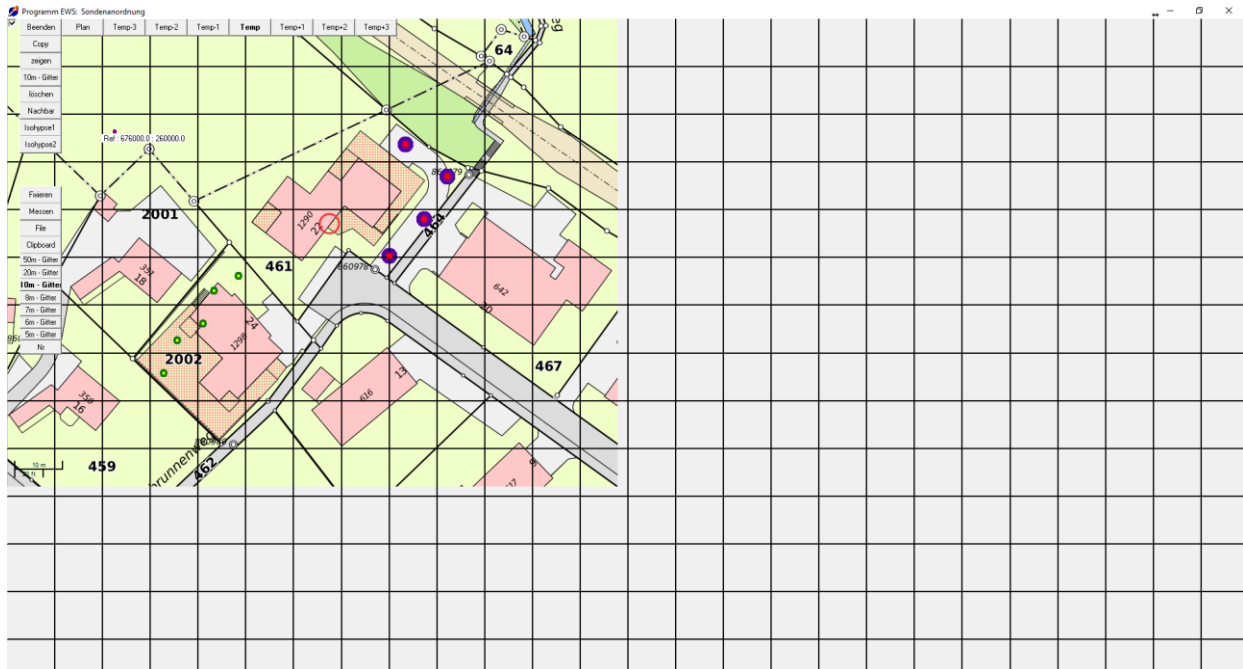 Programm EWS: Sondenanordnung
Beenden Plan Temp-3 Temp-2 Temp-1 Temp Temp+1 Temp+2 Temp+3
Copy
zeigen
10m - Gitter
löschen
Nachbar
Isohypse1
Isohypse2
Fixieren
Messen
File
Clipboard
50m - Gitter
20m - Gitter
10m - Gitter
8m - Gitter
7m - Gitter
6m - Gitter
5m - Gitter
Nr
Ref : 676000.0 : 260000.0
64
2001
1290
22
464
461
860978
351
18
642
24
1298
2002
467
13
616
350
16
459
462
10 m